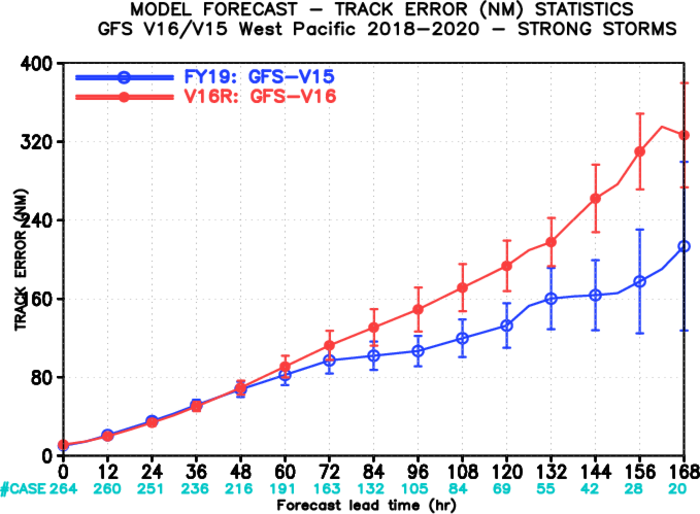 MODEL FORECAST – TRACK ERROR (NM) STATISTICS
GFS V16/V15 West Pacific 2018–2020 – STRONG STORMS
FY19: GFS–V15
V16R: GFS–V16
TRACK ERROR (NM)
400
320
240
160
80
0
0 12 24 36 48 60 72 84 96 108 120 132 144 156 168
#CASE 264 260 251 236 216 191 163 132 105 84 69 55 42 28 20
Forecast lead time (hr)